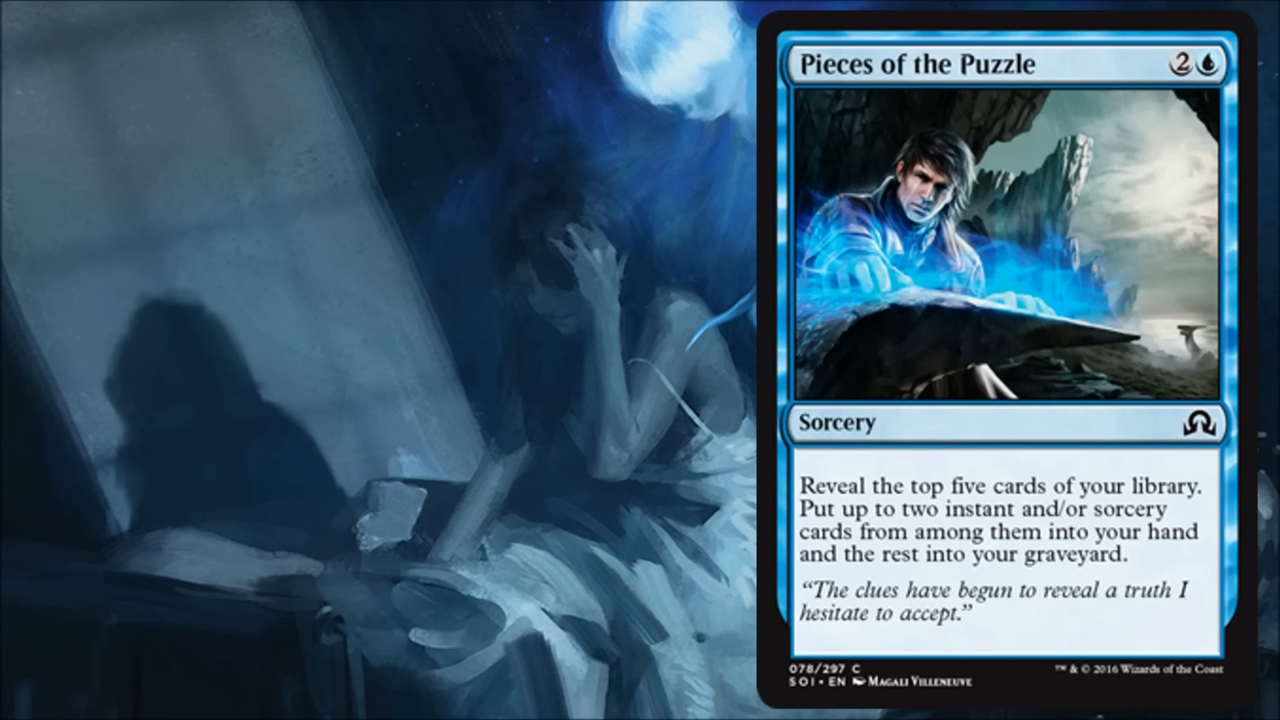 Pieces of the Puzzle 2
Sorcery
Reveal the top five cards of your library.
Put up to two instant and/or sorcery
cards from among them into your hand
and the rest into your graveyard.
“The clues have begun to reveal a truth I
hesitate to accept.”
078/297 C ™ & © 2016 Wizards of the Coast
SOI • EN Magali Villeneuve